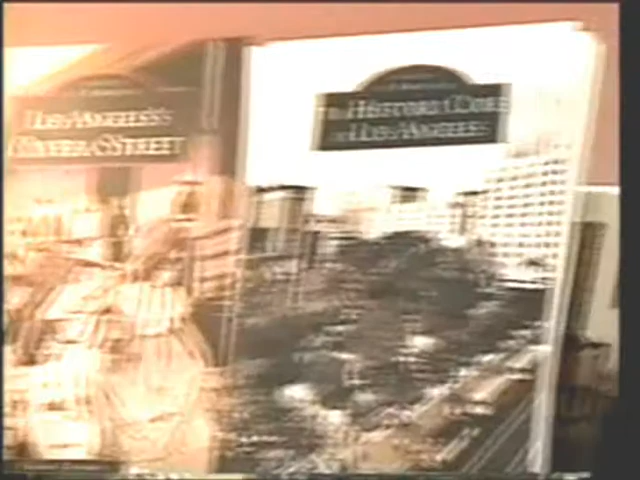 LOS ANGELES'S
OLVERA STREET
THE HISTORIC CORE
OF LOS ANGELES